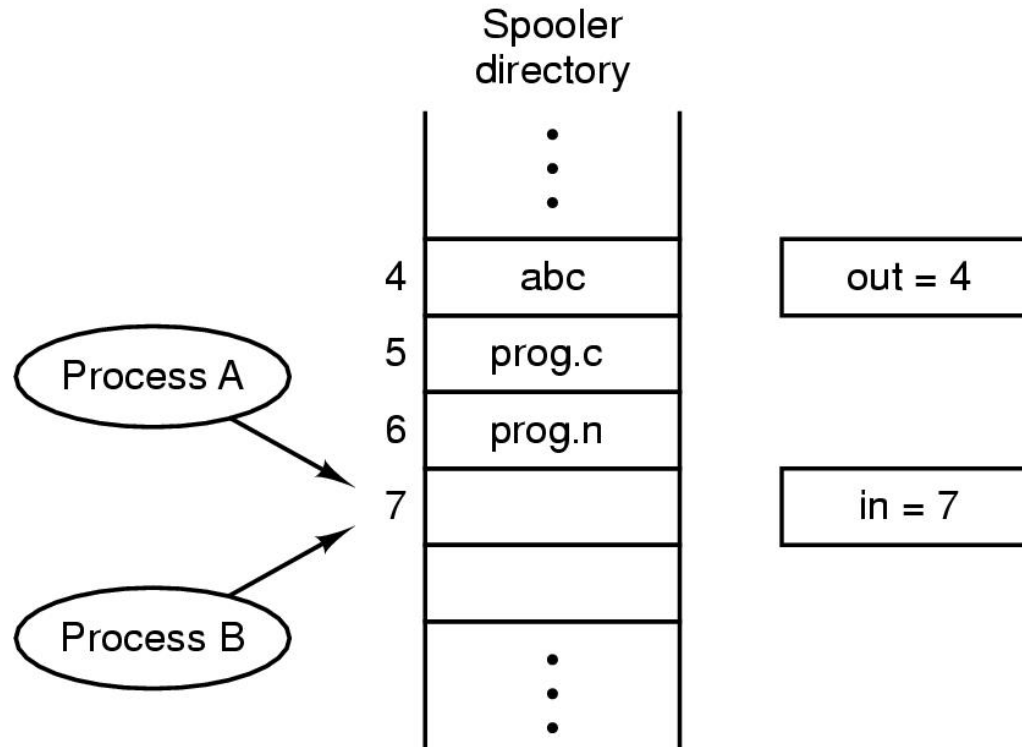 Spooler
directory
4 abc out = 4
5 prog.c
Process A
6 prog.n
7 in = 7
Process B